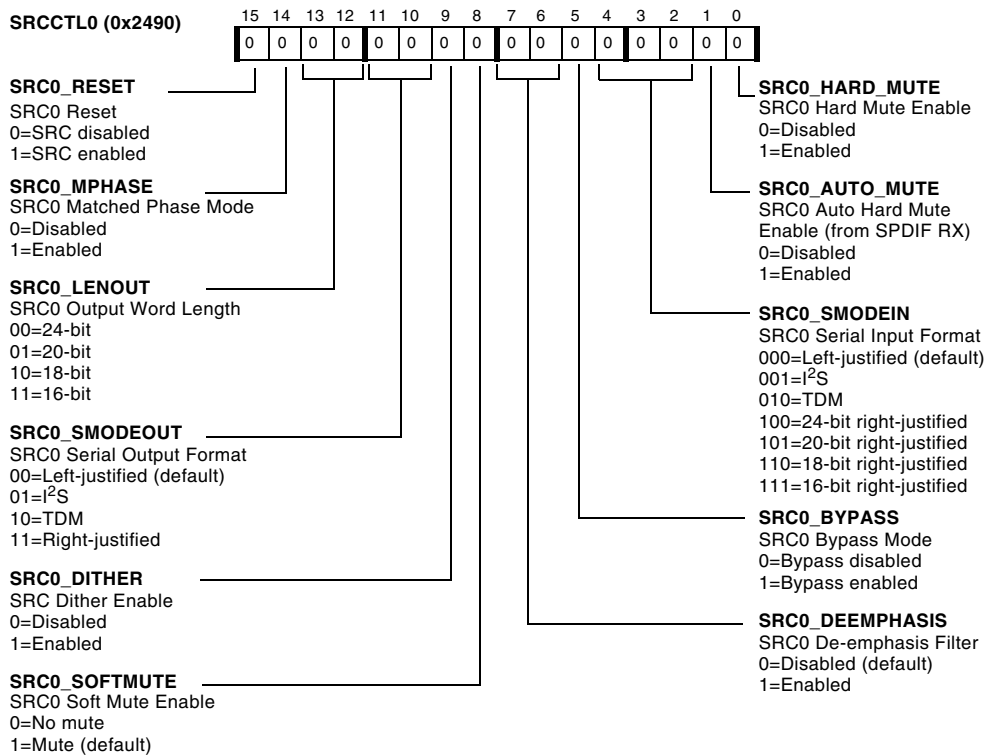 SRCCTL0 (0x2490)
15 14 13 12 11 10 9 8 7 6 5 4 3 2 1 0
0 0 0 0 0 0 0 0 0 0 0 0 0 0 0 0
SRC0_RESET
SRC0 Reset
0=SRC disabled
1=SRC enabled
SRC0_MPHASE
SRC0 Matched Phase Mode
0=Disabled
1=Enabled
SRC0_LENOUT
SRC0 Output Word Length
00=24-bit
01=20-bit
10=18-bit
11=16-bit
SRC0_SMODEOUT
SRC0 Serial Output Format
00=Left-justified (default)
01=I²S
10=TDM
11=Right-justified
SRC0_DITHER
SRC Dither Enable
0=Disabled
1=Enabled
SRC0_SOFTMUTE
SRC0 Soft Mute Enable
0=No mute
1=Mute (default)
SRC0_HARD_MUTE
SRC0 Hard Mute Enable
0=Disabled
1=Enabled
SRC0_AUTO_MUTE
SRC0 Auto Hard Mute
Enable (from SPDIF RX)
0=Disabled
1=Enabled
SRC0_SMODEIN
SRC0 Serial Input Format
000=Left-justified (default)
001=I²S
010=TDM
100=24-bit right-justified
101=20-bit right-justified
110=18-bit right-justified
111=16-bit right-justified
SRC0_BYPASS
SRC0 Bypass Mode
0=Bypass disabled
1=Bypass enabled
SRC0_DEEMPHASIS
SRC0 De-emphasis Filter
0=Disabled (default)
1=Enabled